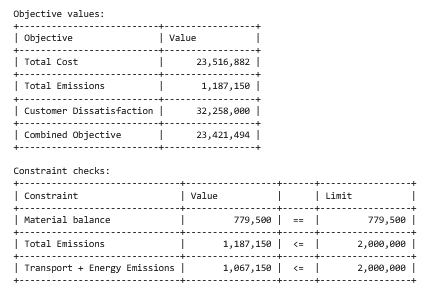 Objective values:
+------------------------+----------------+
| Objective | Value |
+------------------------+----------------+
| Total Cost | 23,516,882 |
+------------------------+----------------+
| Total Emissions | 1,187,150 |
+------------------------+----------------+
| Customer Dissatisfaction | 32,258,000 |
+------------------------+----------------+
| Combined Objective | 23,421,494 |
+------------------------+----------------+
Constraint checks:
+----------------------------+----------------+-----+----------------+
| Constraint | Value | | Limit |
+----------------------------+----------------+-----+----------------+
| Material balance | 779,500 | == | 779,500 |
+----------------------------+----------------+-----+----------------+
| Total Emissions | 1,187,150 | <= | 2,000,000 |
+----------------------------+----------------+-----+----------------+
| Transport + Energy Emissions | 1,067,150 | <= | 2,000,000 |
+----------------------------+----------------+-----+----------------+